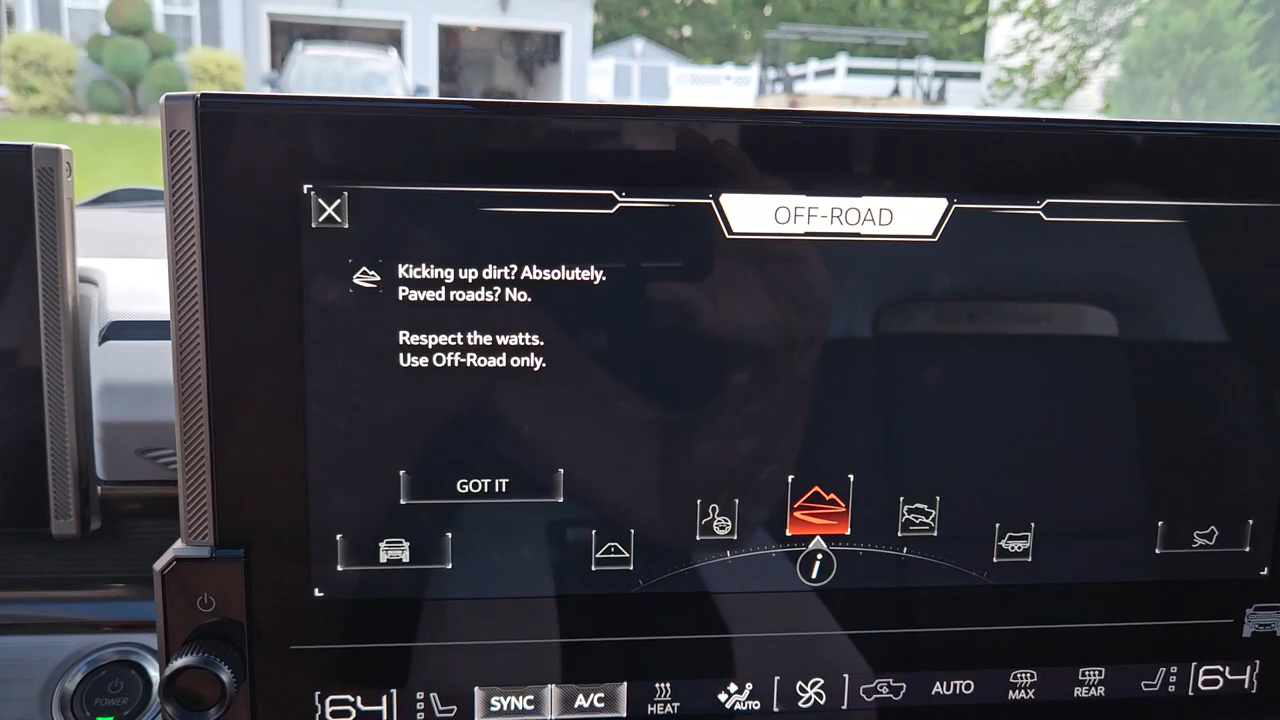 OFF-ROAD
Kicking up dirt? Absolutely.
Paved roads? No.
Respect the watts.
Use Off-Road only.
GOT IT
i
POWER
64
SYNC
A/C
HEAT
AUTO
AUTO
MAX
REAR
64